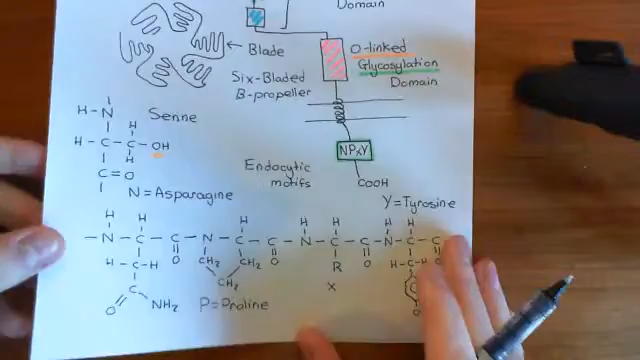 Domain
Blade
O-linked
Glycosylation
Domain
Six-Bladed
B-propeller
H-N
Serine
H
H-C-C-OH
H
C=O
NPxY
Endocytic
motifs
COOH
N=Asparagine
Y=Tyrosine
H H H H H H
-N-C-C-N-C-C-N-C-C-N-C-C
H-C-H O CH2 CH2 O R O H-C-H O
C CH2 x
O NH2 P=Proline
O